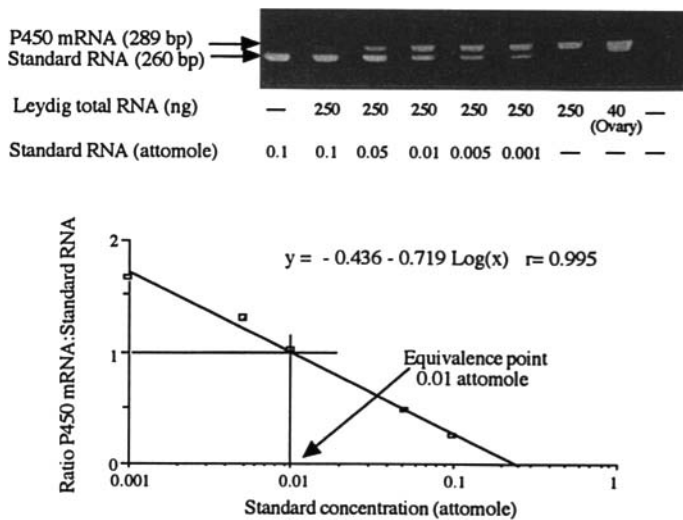 P450 mRNA (289 bp)
Standard RNA (260 bp)
Leydig total RNA (ng) — 250 250 250 250 250 250 40 —
(Ovary)
Standard RNA (attomole) 0.1 0.1 0.05 0.01 0.005 0.001 — — —
y = - 0.436 - 0.719 Log(x) r= 0.995
Ratio P450 mRNA:Standard RNA
2
1
0
Equivalence point
0.01 attomole
0.001 0.01 0.1 1
Standard concentration (attomole)